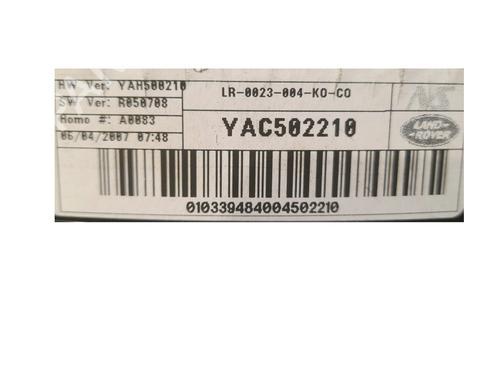 HW Ver: YAH500210
SW Ver: R050708
Homo #: A0083
06/04/2007 07:48
LR-0023-004-KO-CO
YAC502210
LAND-
ROVER
010339484004502210